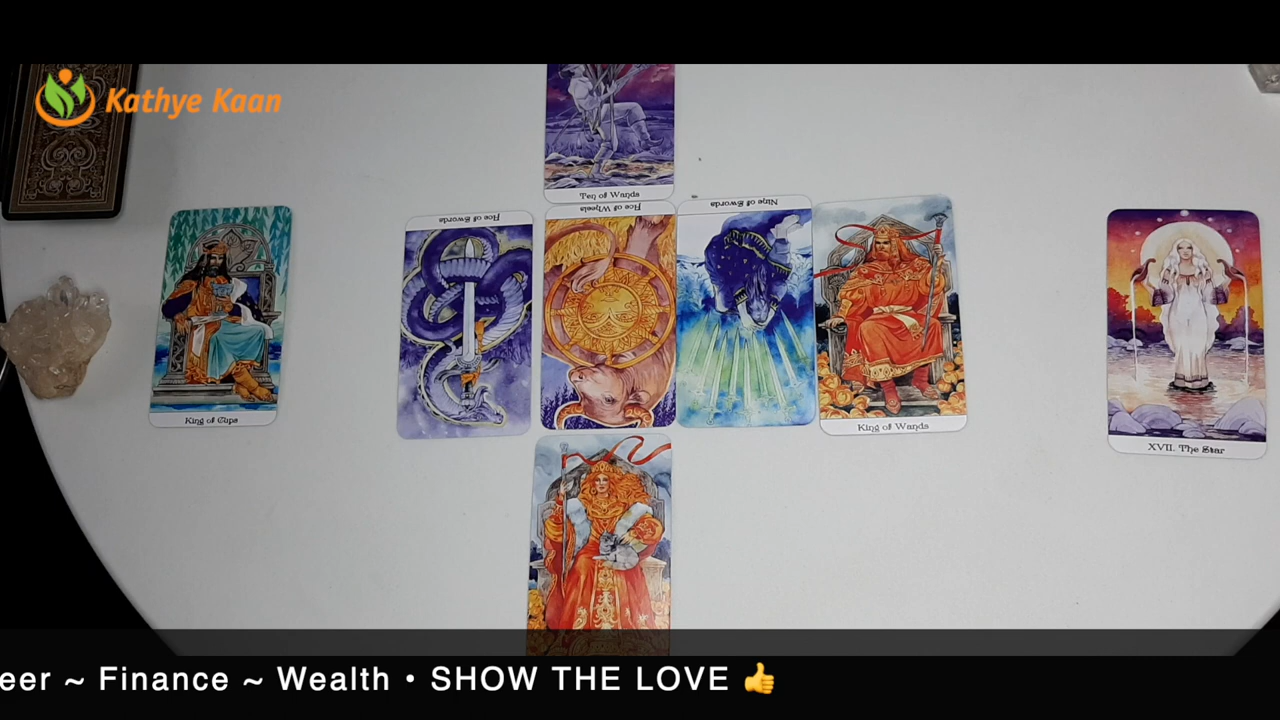 Kathye Kaan
Ten of Wands
Ace of Swords
Ace of Wheels
Nine of Swords
King of Cups
King of Wands
XVII. The Star
eer ~ Finance ~ Wealth • SHOW THE LOVE 👍